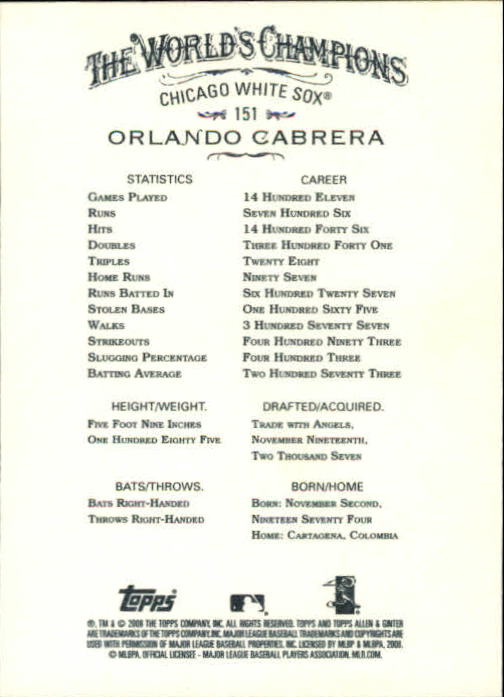 THE WORLD'S CHAMPIONS
CHICAGO WHITE SOX®
151
ORLANDO CABRERA
STATISTICS CAREER
GAMES PLAYED 14 HUNDRED ELEVEN
RUNS SEVEN HUNDRED SIX
HITS 14 HUNDRED FORTY SIX
DOUBLES THREE HUNDRED FORTY ONE
TRIPLES TWENTY EIGHT
HOME RUNS NINETY SEVEN
RUNS BATTED IN SIX HUNDRED TWENTY SEVEN
STOLEN BASES ONE HUNDRED SIXTY FIVE
WALKS 3 HUNDRED SEVENTY SEVEN
STRIKEOUTS FOUR HUNDRED NINETY THREE
SLUGGING PERCENTAGE FOUR HUNDRED THREE
BATTING AVERAGE TWO HUNDRED SEVENTY THREE
HEIGHT/WEIGHT.
FIVE FOOT NINE INCHES
ONE HUNDRED EIGHTY FIVE
DRAFTED/ACQUIRED.
TRADE WITH ANGELS,
NOVEMBER NINETEENTH,
TWO THOUSAND SEVEN
BATS/THROWS.
BATS RIGHT-HANDED
THROWS RIGHT-HANDED
BORN/HOME
BORN: NOVEMBER SECOND,
NINETEEN SEVENTY FOUR
HOME: CARTAGENA, COLOMBIA
Topps
®, TM & © 2008 THE TOPPS COMPANY, INC. ALL RIGHTS RESERVED. TOPPS AND TOPPS ALLEN & GINTER
ARE TRADEMARKS OF THE TOPPS COMPANY, INC. MAJOR LEAGUE BASEBALL TRADEMARKS AND COPYRIGHTS ARE
USED WITH PERMISSION OF MAJOR LEAGUE BASEBALL PROPERTIES, INC. LICENSED BY MLBP & MLBPA, 2008.
© MLBPA, OFFICIAL LICENSEE - MAJOR LEAGUE BASEBALL PLAYERS ASSOCIATION. MLB.COM.